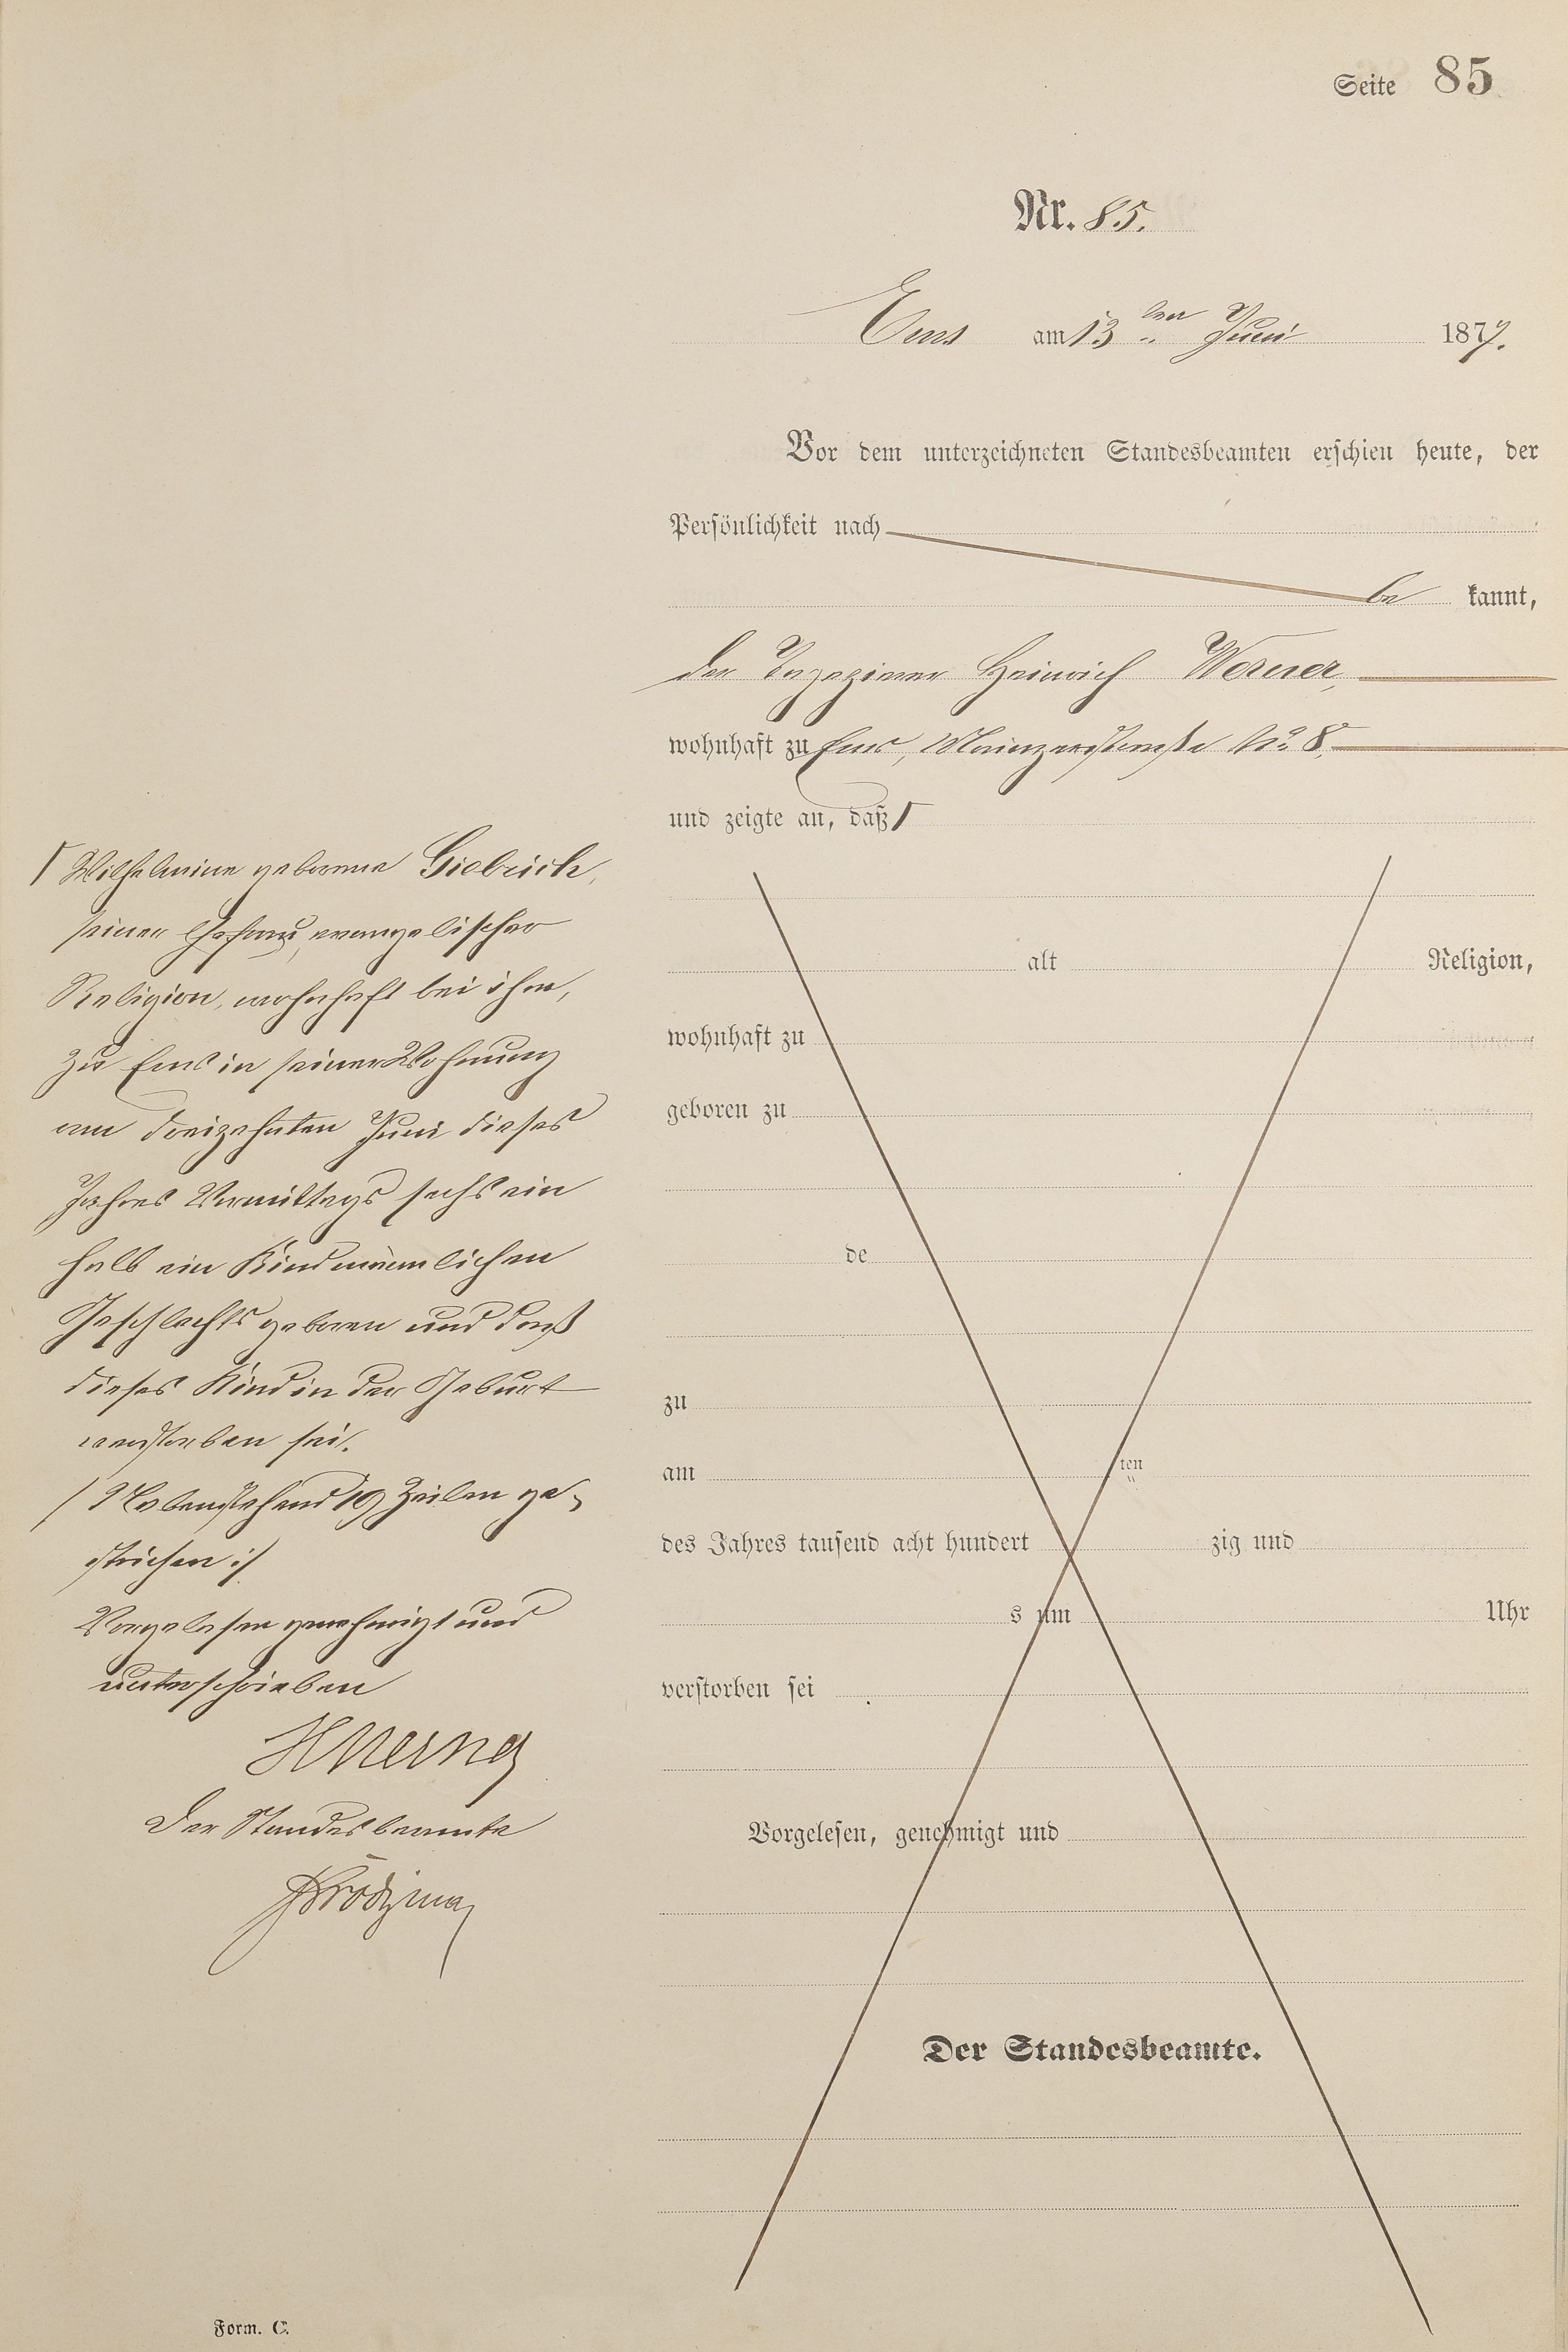 Seite 85
Nr. 85.
Ems am 13ten Juni 1877.
Vor dem unterzeichneten Standesbeamten erschien heute, der
Persönlichkeit nach
be kannt,
der Tapezierer Heinrich Werner,
wohnhaft zu Ems, Mainzerstraße No. 8.
und zeigte an, daß Γ
Γ Wilhelmine geborene Giebrich,
seiner Ehefrau, evangelischer
Religion, wohnhaft bei ihm,
zu Ems in seiner Wohnung
am dreizehnten Juni dieses
Jahres Vormittags sechs ein
halb ein Kind männlichen
Geschlechts geboren und daß
dieses Kind in der Geburt
verstorben sei.
/ Nebenstehend 19 Zeilen ge-
strichen :/
Vorgelesen genehmigt und
unterschrieben
H Werner
Der Standesbeamte
alt Religion,
wohnhaft zu
geboren zu
de
zu
am ten
des Jahres tausend acht hundert zig und
s um Uhr
verstorben sei
Vorgelesen, genehmigt und
Der Standesbeamte.
Form. C.